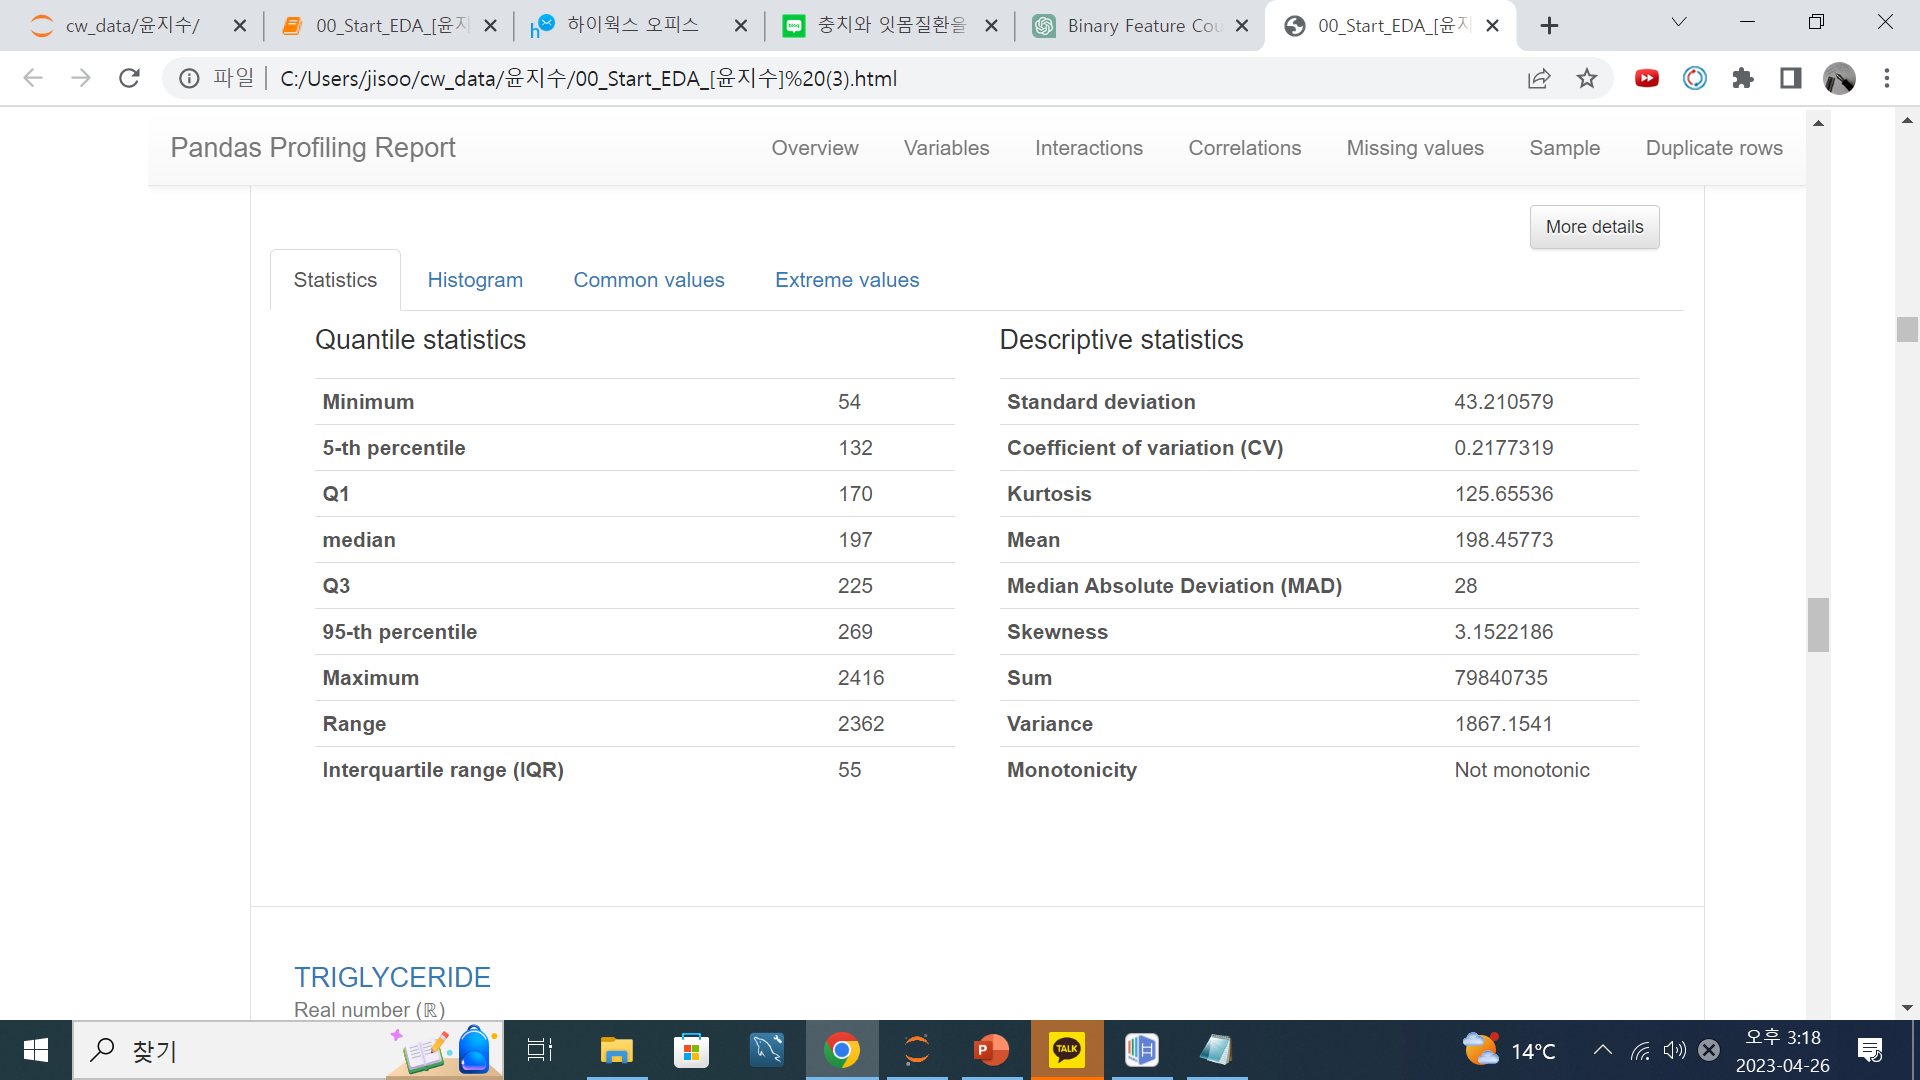 cw_data/윤지수/
00_Start_EDA_[윤지
하이웍스 오피스
충치와 잇몸질환을
Binary Feature Cou
00_Start_EDA_[윤지
파일
C:/Users/jisoo/cw_data/윤지수/00_Start_EDA_[윤지수]%20(3).html
Pandas Profiling Report
Overview Variables Interactions Correlations Missing values Sample Duplicate rows
More details
Statistics Histogram Common values Extreme values
Quantile statistics
Minimum 54
5-th percentile 132
Q1 170
median 197
Q3 225
95-th percentile 269
Maximum 2416
Range 2362
Interquartile range (IQR) 55
Descriptive statistics
Standard deviation 43.210579
Coefficient of variation (CV) 0.2177319
Kurtosis 125.65536
Mean 198.45773
Median Absolute Deviation (MAD) 28
Skewness 3.1522186
Sum 79840735
Variance 1867.1541
Monotonicity Not monotonic
TRIGLYCERIDE
Real number (ℝ)
찾기
TALK
14°C
오후 3:18
2023-04-26